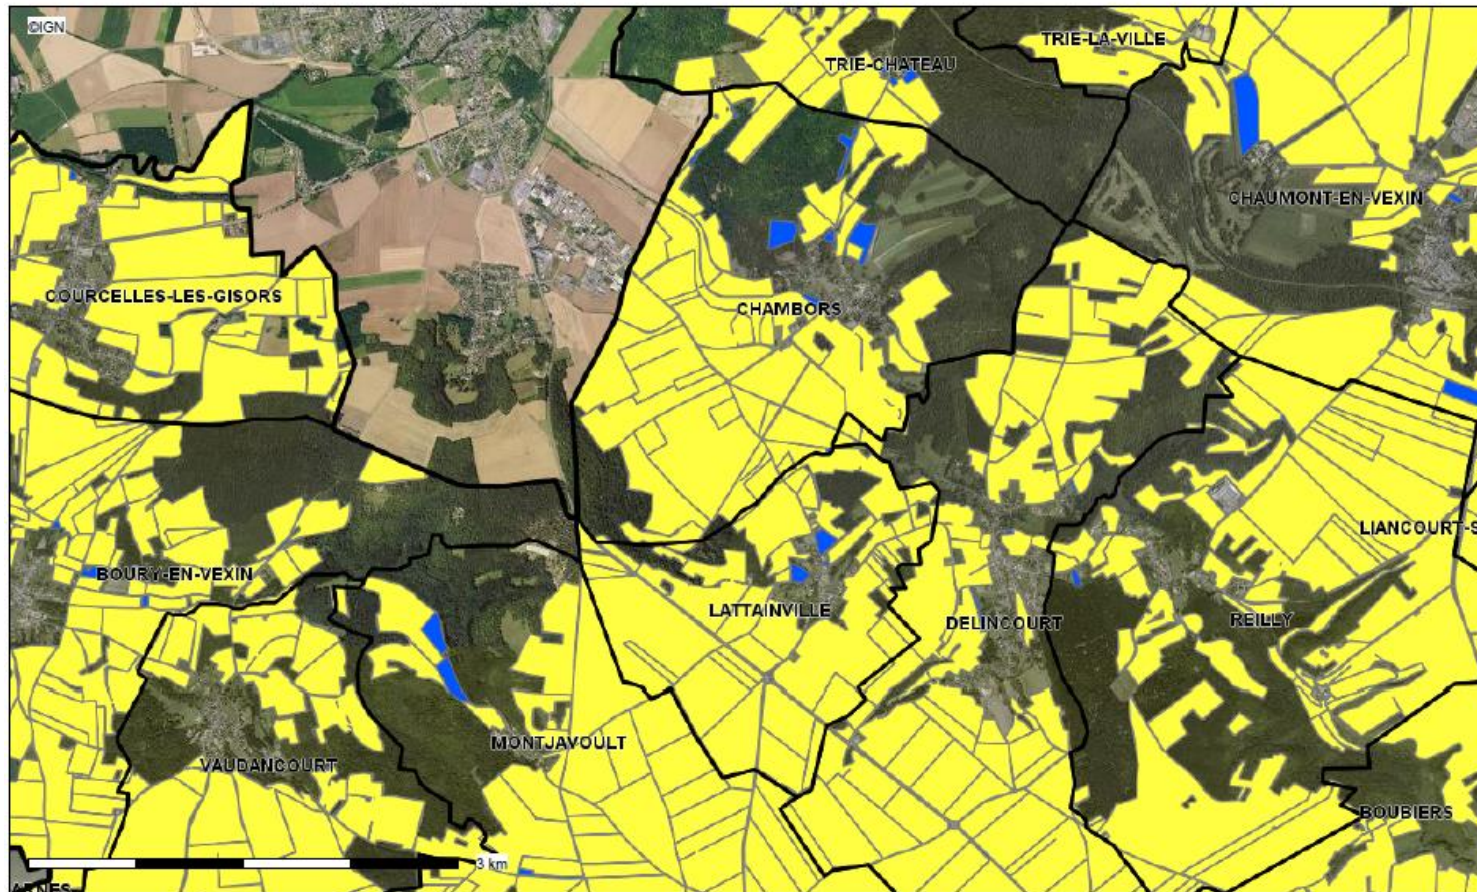 ©IGN
TRIE-LA-VILLE
TRIE-CHATEAU
CHAUMONT-EN-VEXIN
COURCELLES-LES-GISORS
CHAMBORS
LIANCOURT-S
BOURY-EN-VEXIN
LATTAINVILLE
DELINCOURT
REILLY
MONTJAVOULT
VAUDANCOURT
BOUBIERS
3 km